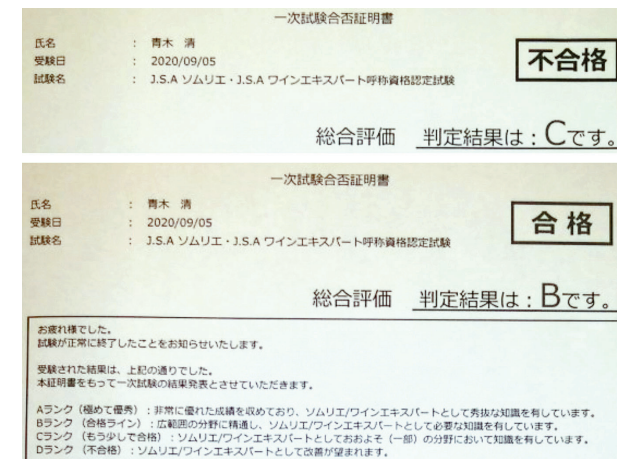 一次試験合否証明書
氏名 : 青木 清
受験日 : 2020/09/05
試験名 : J.S.A ソムリエ・J.S.A ワインエキスパート呼称資格認定試験
不合格
総合評価 判定結果は:Cです。
一次試験合否証明書
氏名 : 青木 清
受験日 : 2020/09/05
試験名 : J.S.A ソムリエ・J.S.A ワインエキスパート呼称資格認定試験
合格
総合評価 判定結果は:Bです。
お疲れ様でした。
試験が正常に終了したことをお知らせいたします。
受験された結果は、上記の通りでした。
本証明書をもって一次試験の結果発表とさせていただきます。
Aランク(極めて優秀):非常に優れた成績を収めており、ソムリエ/ワインエキスパートとして秀抜な知識を有しています。
Bランク(合格ライン):広範囲の分野に精通し、ソムリエ/ワインエキスパートとして必要な知識を有しています。
Cランク(もう少しで合格):ソムリエ/ワインエキスパートとしておおよそ(一部)の分野において知識を有しています。
Dランク(不合格):ソムリエ/ワインエキスパートとして改善が望まれます。